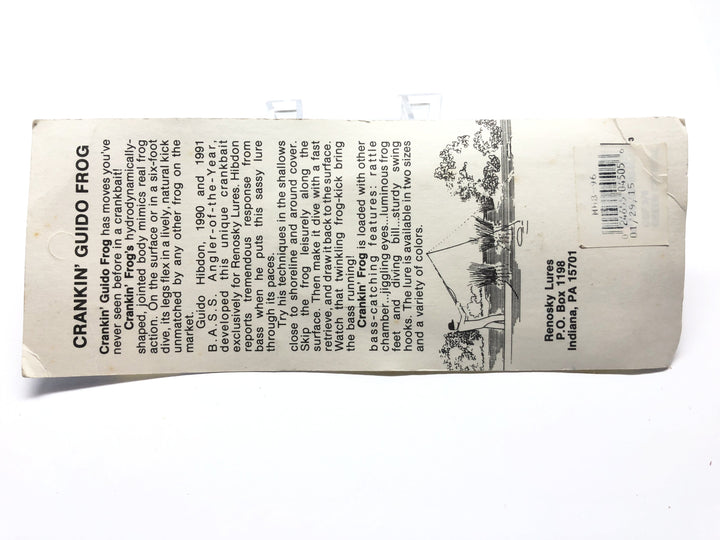 CRANKIN' GUIDO FROG
Crankin' Guido Frog has moves you've
never seen before in a crankbait!
Crankin' Frog's hydrodynamically-
shaped, jointed body mimics real frog
action. On the surface or in a six-foot
dive, its legs flex in a lively, natural kick
unmatched by any other frog on the
market.
Guido Hibdon, 1990 and 1991
B.A.S.S. Angler-of-the-Year,
developed this unique crankbait
exclusively for Renosky Lures. Hibdon
reports tremendous response from
bass when he puts this sassy lure
through its paces.
Try his techniques in the shallows
close to shoreline and around cover.
Skip the frog leisurely along the
surface. Then make it dive with a fast
retrieve, and draw it back to the surface.
Watch that twinkling frog-kick bring
the bass running!
Crankin' Frog is loaded with other
bass-catching features: rattle
chamber...jiggling eyes...luminous frog
feet and diving bill...sturdy swing
hooks. The lure is available in two sizes
and a variety of colors.
Renosky Lures
P.O. Box 1198
Indiana, PA 15701
3